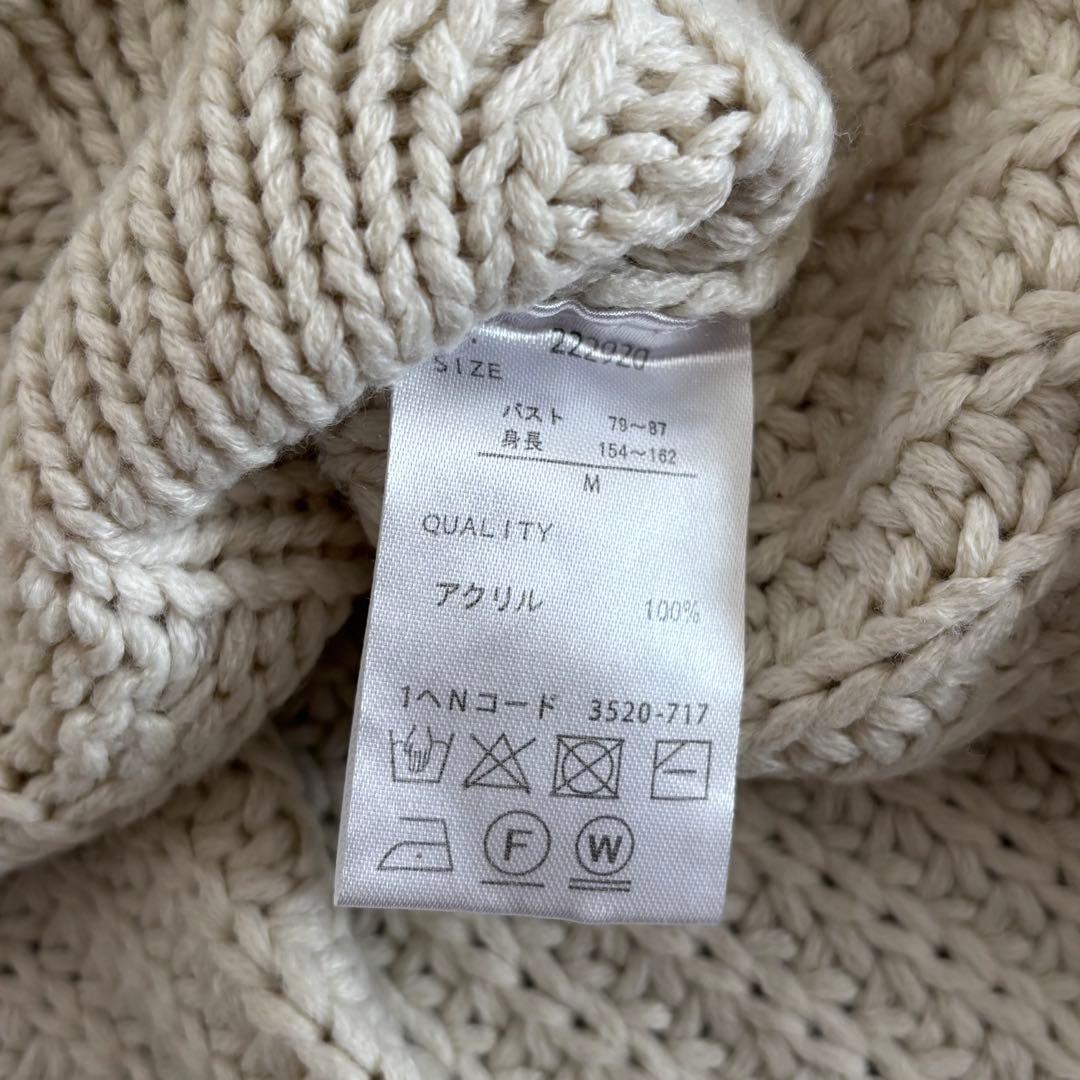 222920
SIZE
バスト 79～87
身長 154～162
M
QUALITY
アクリル 100%
1ヘNコード 3520-717
F W